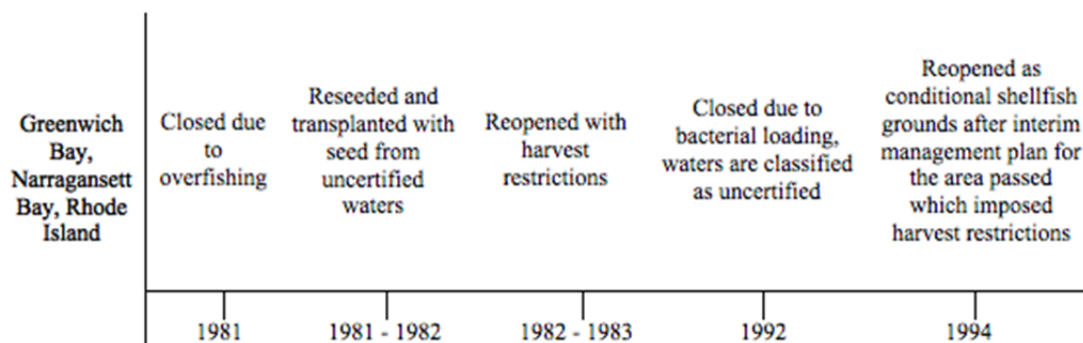 Greenwich
Bay,
Narragansett
Bay, Rhode
Island
Closed due
to
overfishing
Reseeded and
transplanted with
seed from
uncertified
waters
Reopened with
harvest
restrictions
Closed due to
bacterial loading,
waters are classified
as uncertified
Reopened as
conditional shellfish
grounds after interim
management plan for
the area passed
which imposed
harvest restrictions
1981
1981 - 1982
1982 - 1983
1992
1994